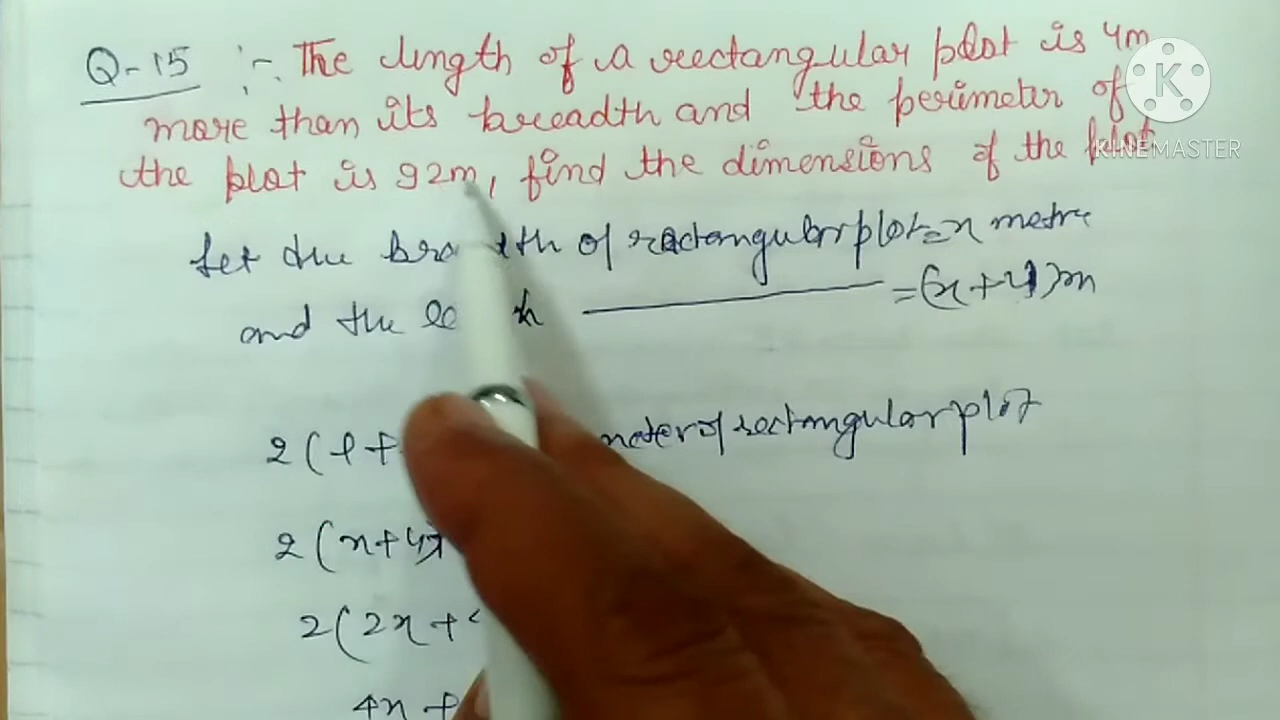 Q-15 :- The length of a rectangular plot is 4m
more than its breadth and the perimeter of
the plot is 92m, find the dimensions of the plot
Let the of rectangular plot = x metre
and the = (x+4)m
2(l+ of rectangular plot
2(x+4)
2(2x+
4x+
K
KINEMASTER